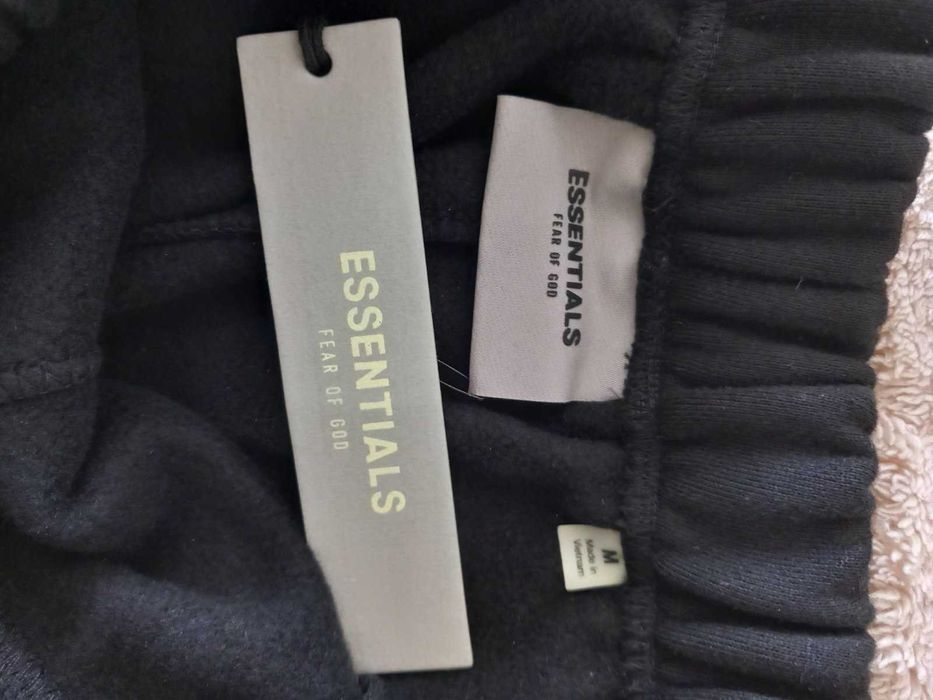 ESSENTIALS
FEAR OF GOD
ESSENTIALS
FEAR OF GOD
M
Made in
Vietnam